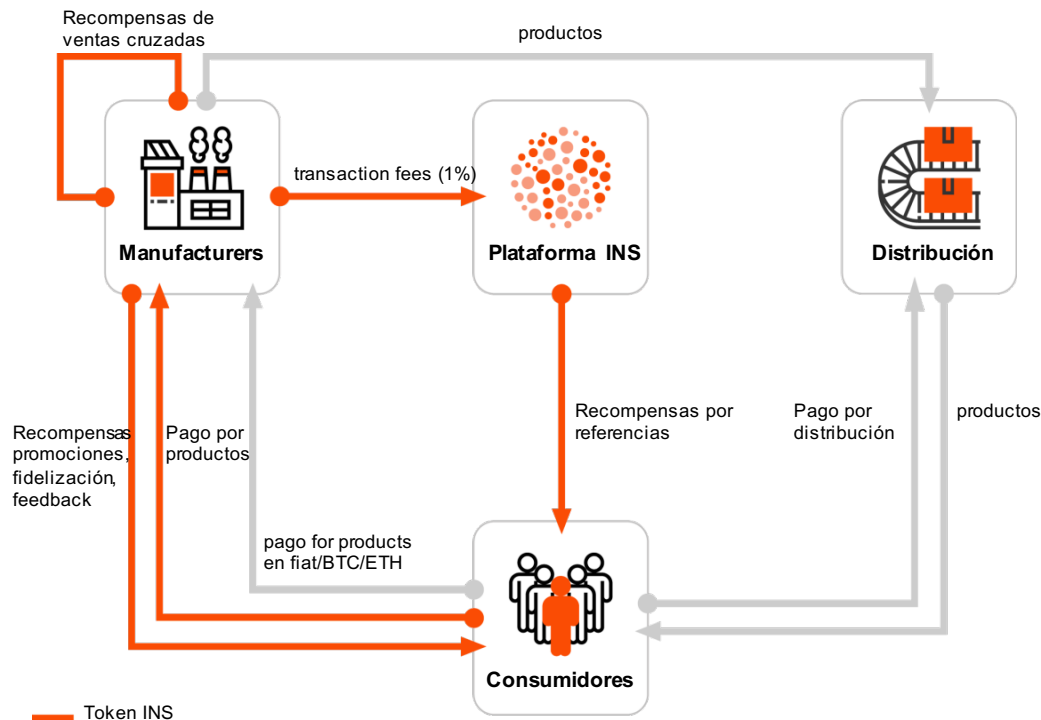 Recompensas de
ventas cruzadas
productos
transaction fees (1%)
Manufacturers
Plataforma INS
Distribución
Recompensas
promociones,
fidelización,
feedback
Pago por
productos
Recompensas por
referencias
Pago por
distribución
productos
pago for products
en fiat/BTC/ETH
Consumidores
Token INS